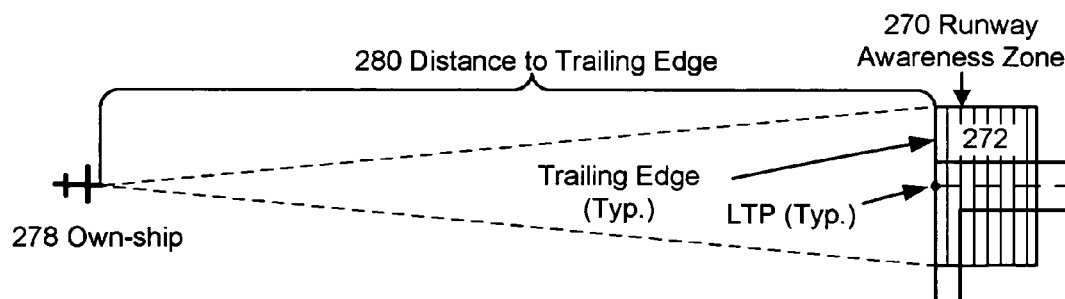 270 Runway
Awareness Zone
280 Distance to Trailing Edge
272
Trailing Edge
(Typ.)
LTP (Typ.)
278 Own-ship